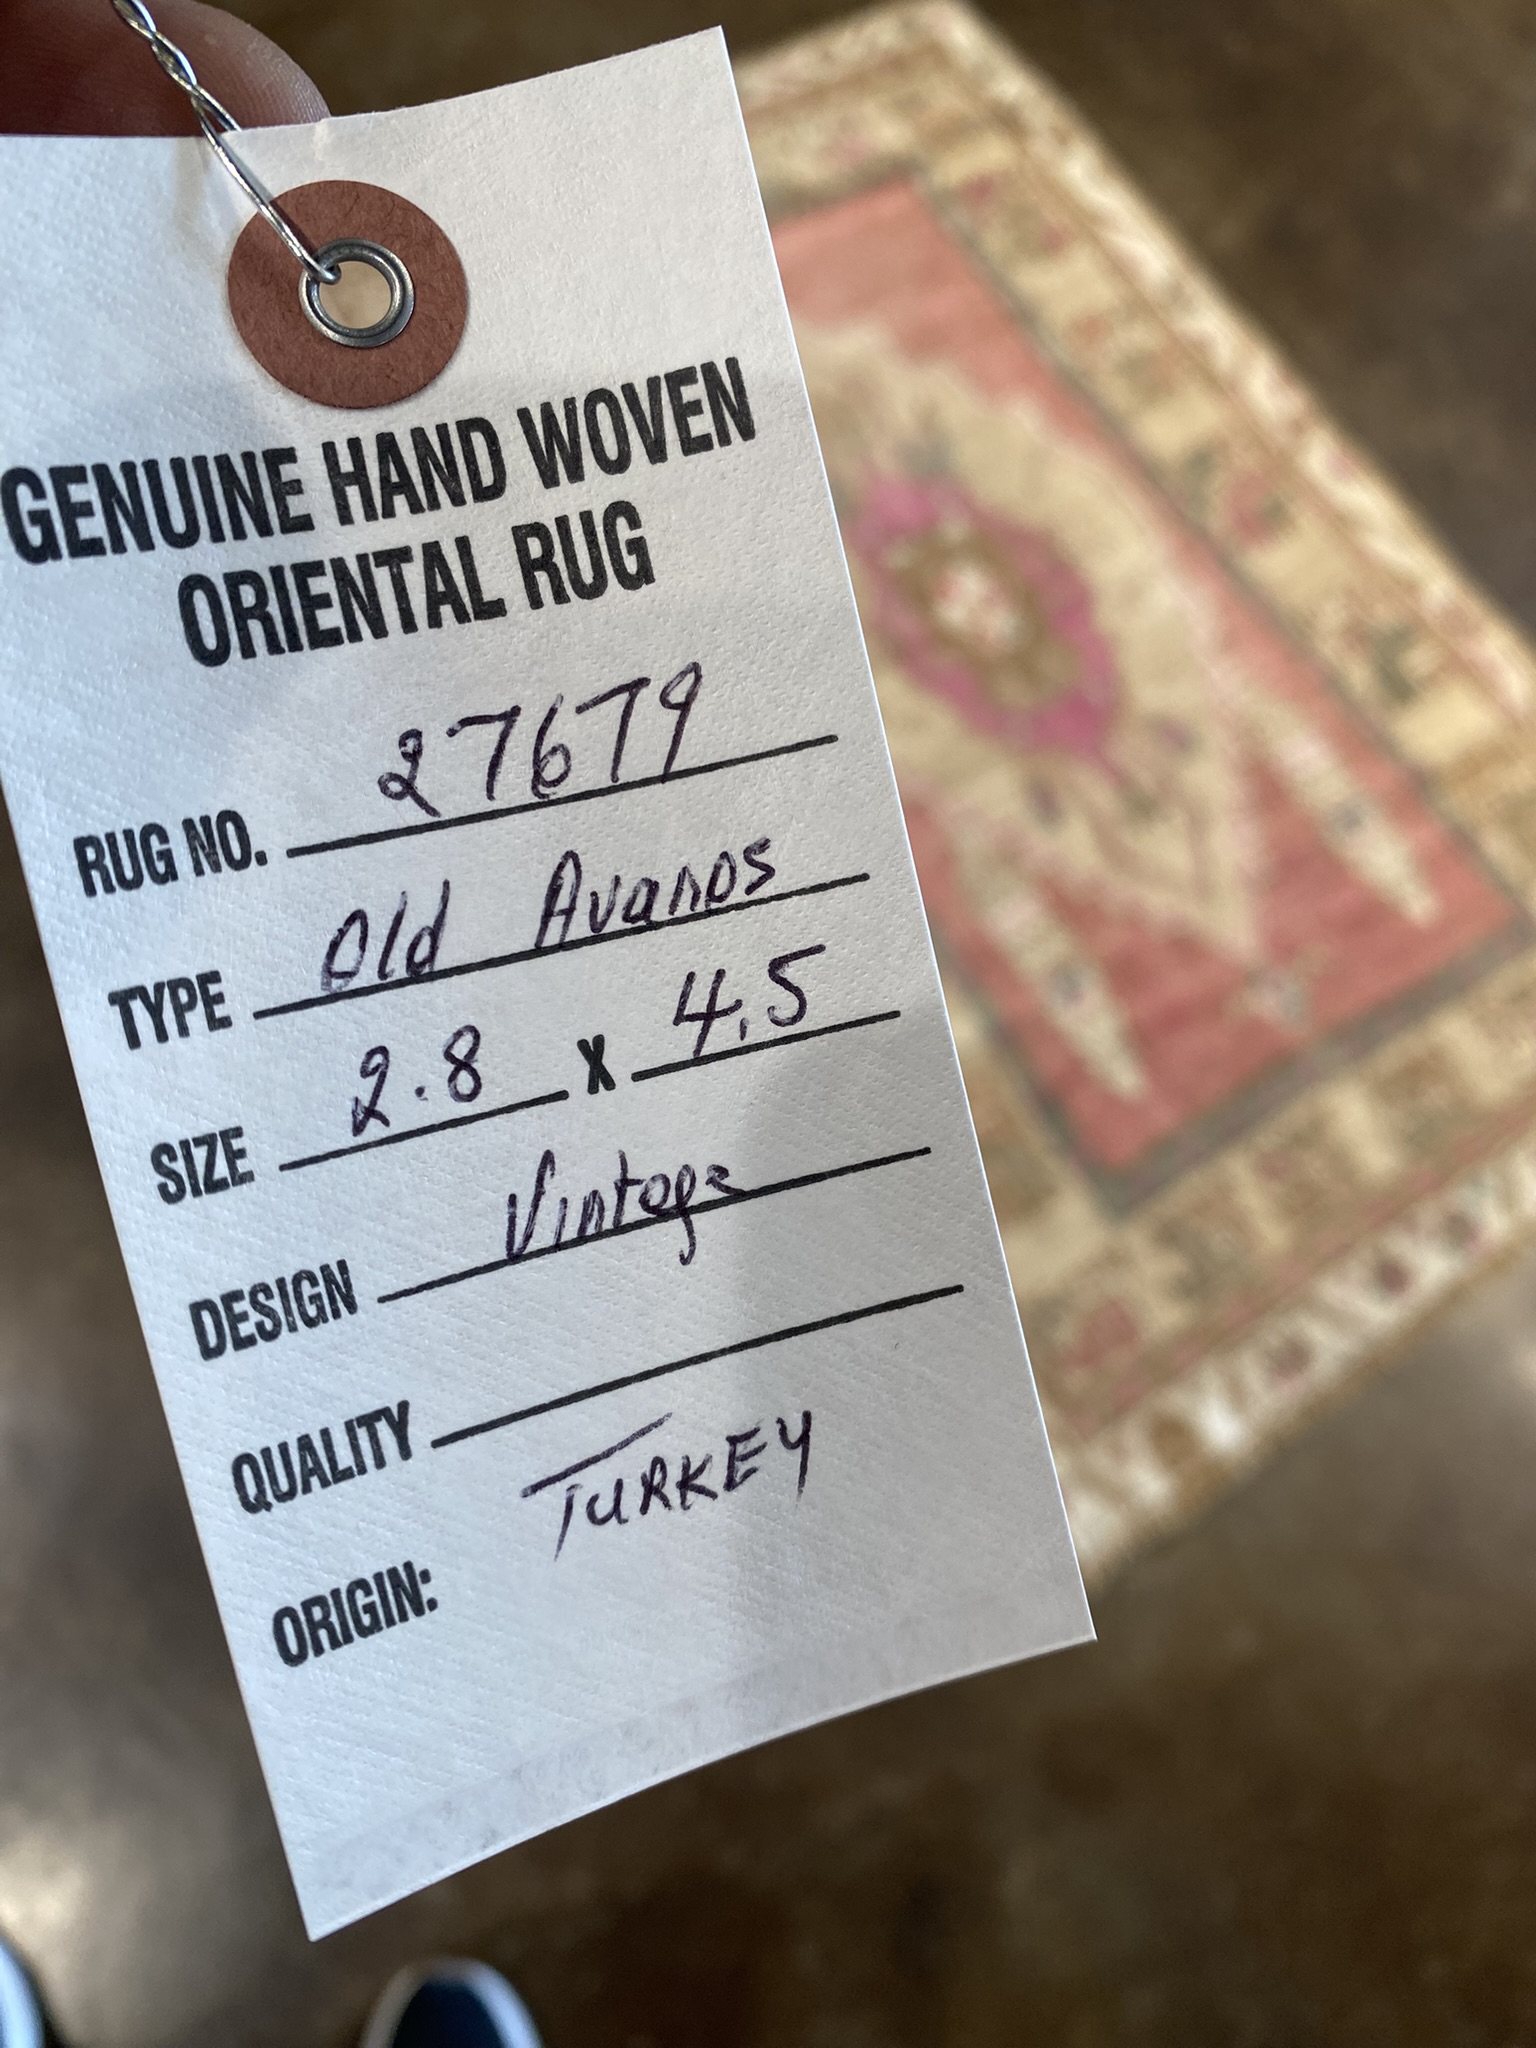 GENUINE HAND WOVEN
ORIENTAL RUG
RUG NO. 27679
TYPE Old Avanos
SIZE 2.8 X 4.5
DESIGN Vintage
QUALITY
ORIGIN: TURKEY